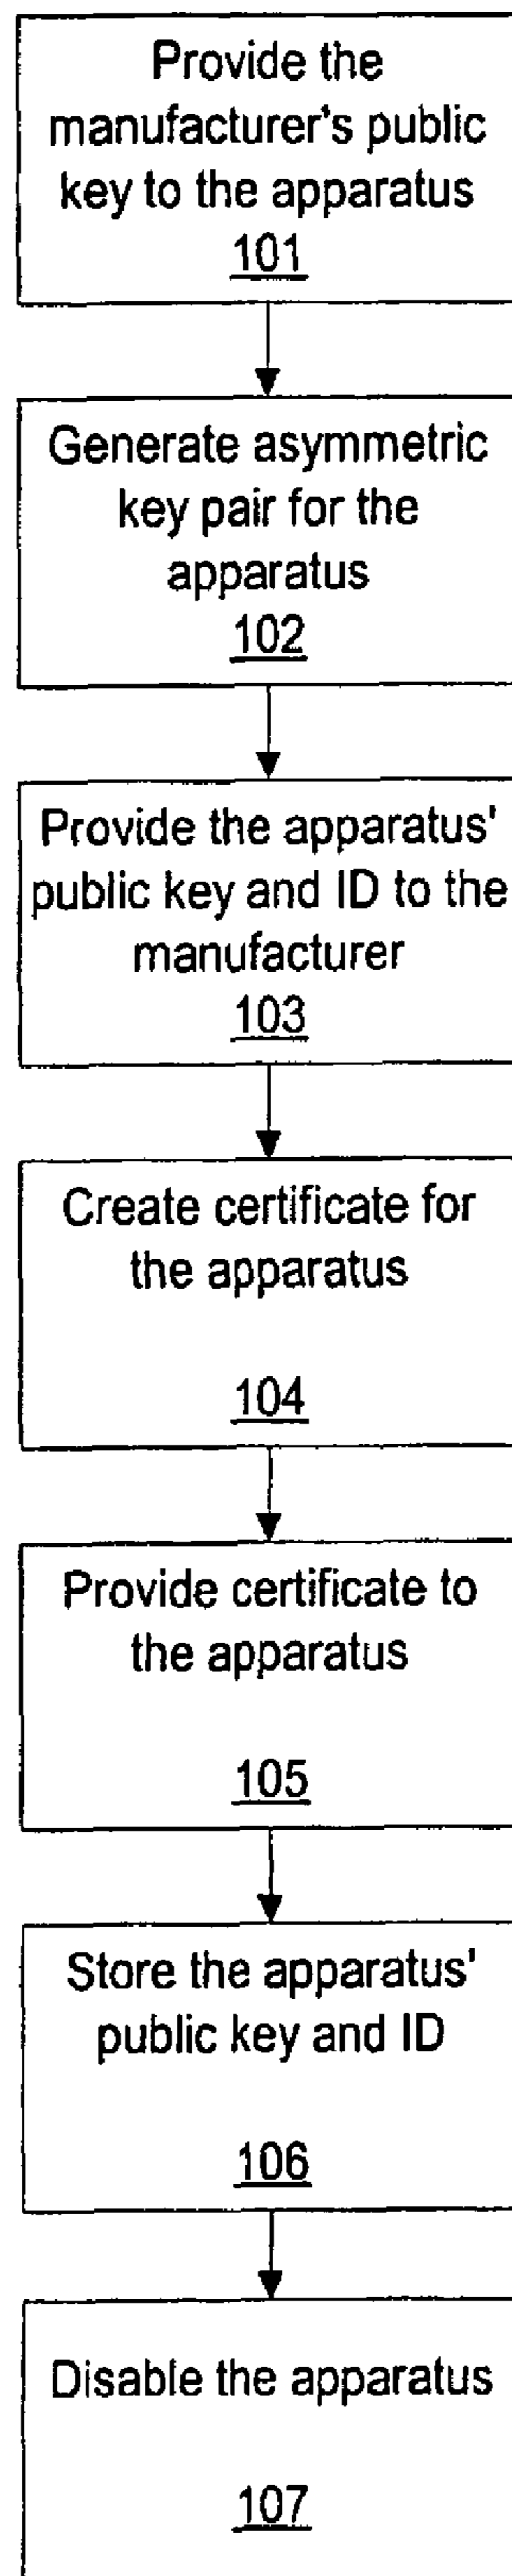 Provide the
manufacturer's public
key to the apparatus
101
Generate asymmetric
key pair for the
apparatus
102
Provide the apparatus'
public key and ID to the
manufacturer
103
Create certificate for
the apparatus
104
Provide certificate to
the apparatus
105
Store the apparatus'
public key and ID
106
Disable the apparatus
107